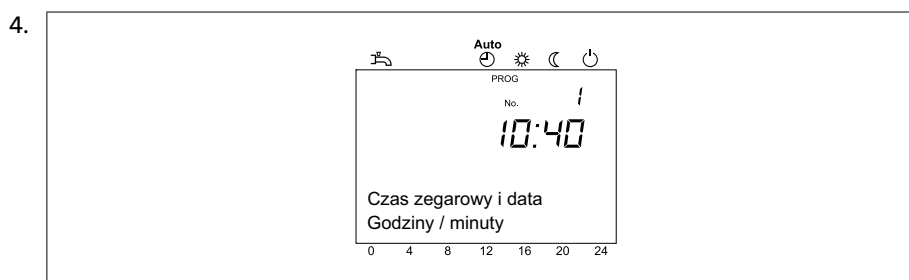 4.
Auto
PROG
No. 1
10:40
Czas zegarowy i data
Godziny / minuty
0 4 8 12 16 20 24